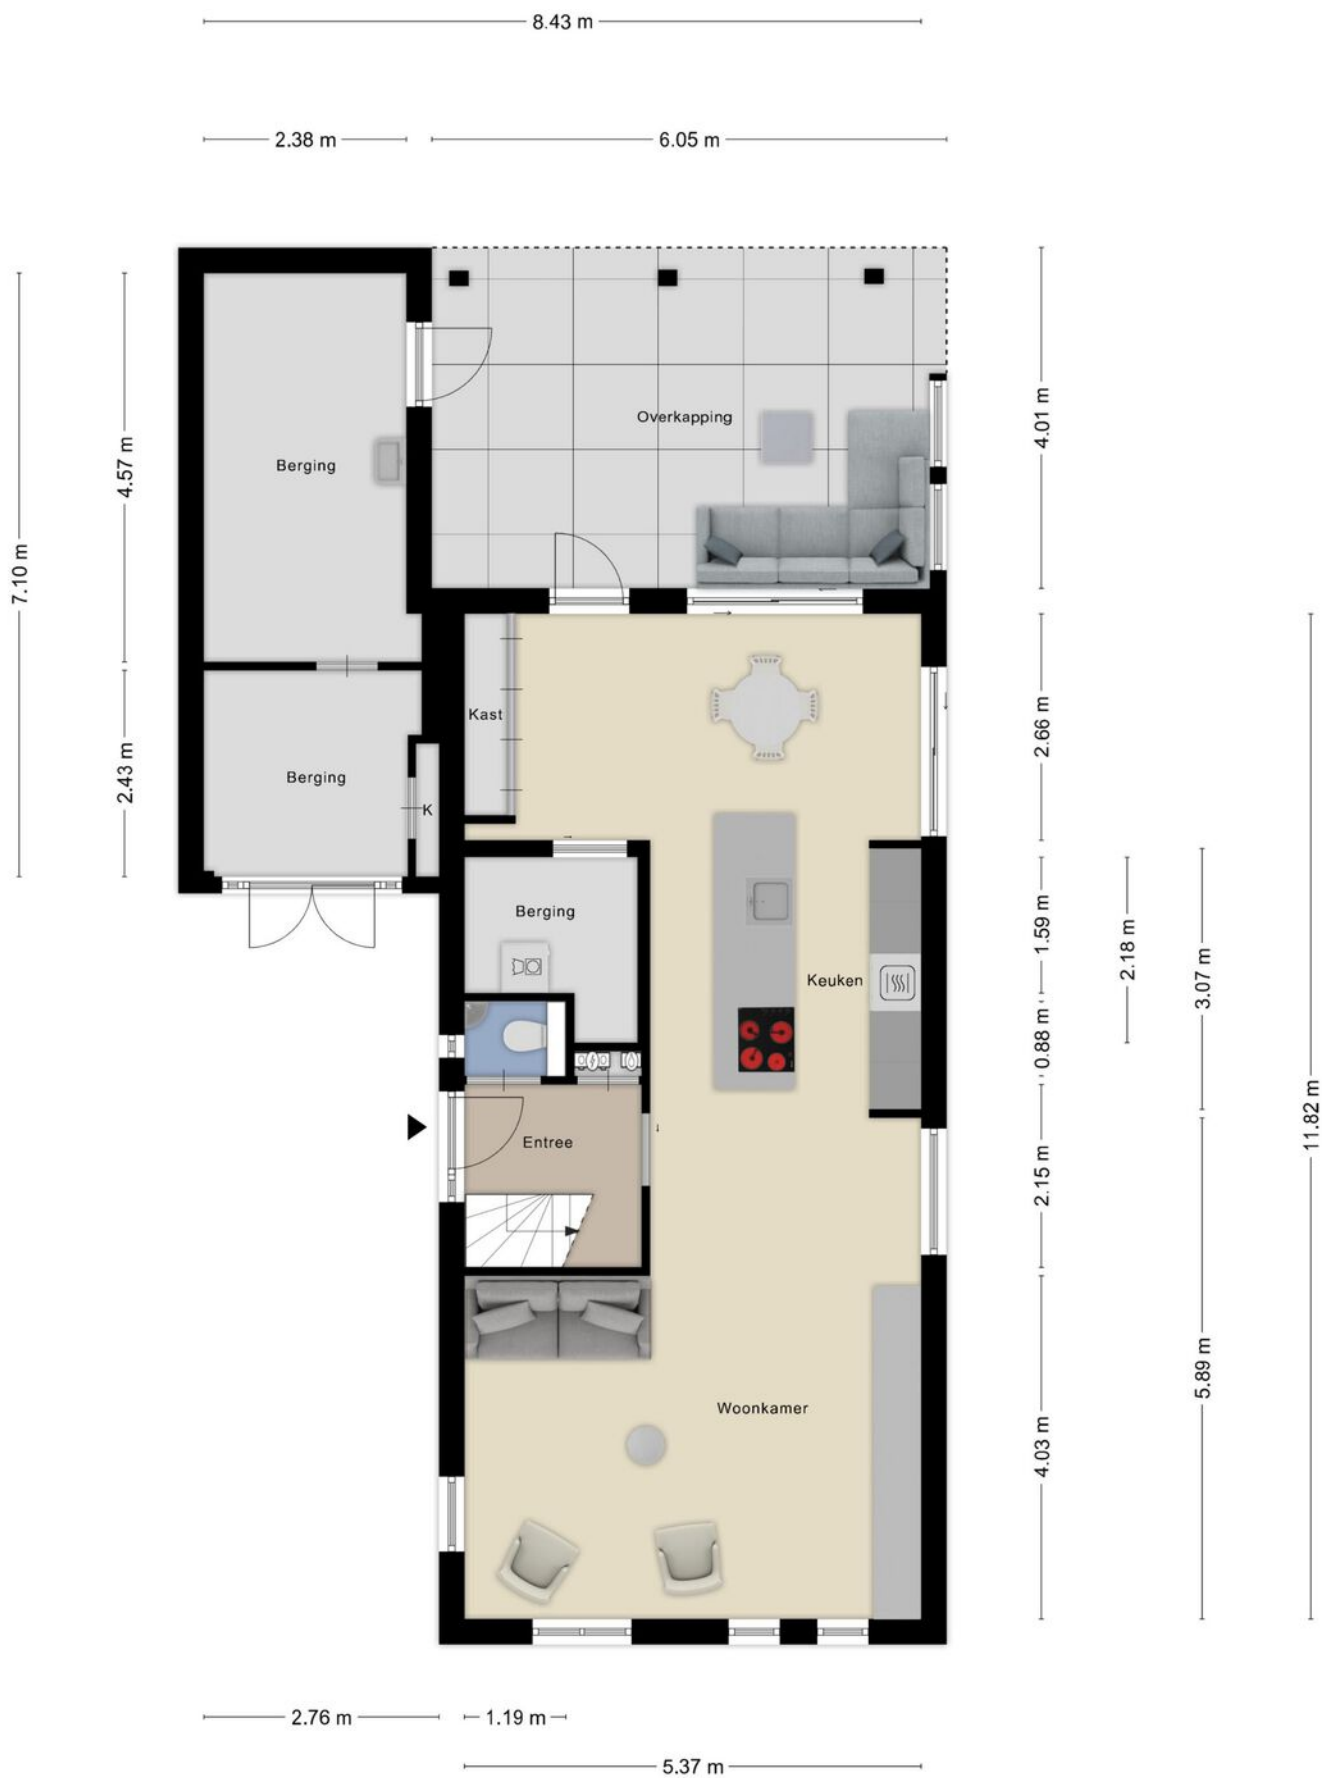 8.43 m
2.38 m
6.05 m
7.10 m
4.57 m
2.43 m
4.01 m
2.66 m
1.59 m
0.88 m
2.15 m
4.03 m
2.18 m
3.07 m
5.89 m
11.82 m
Overkapping
Berging
Kast
Berging
K
Berging
Keuken
Entree
Woonkamer
2.76 m
1.19 m
5.37 m